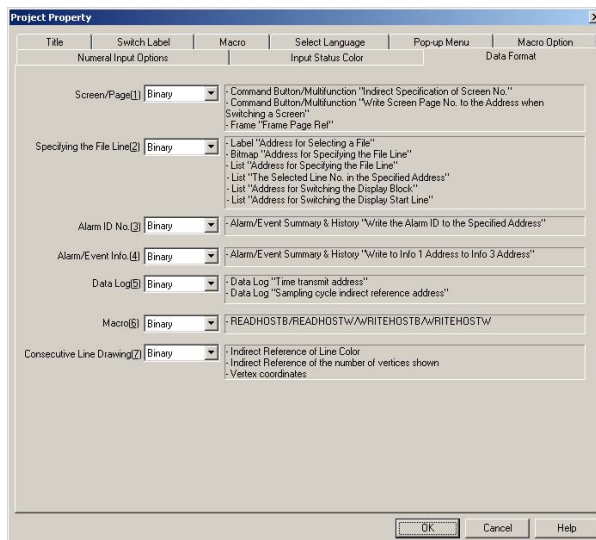 Project Property
Title Switch Label Macro Select Language Pop-up Menu Macro Option
Numeral Input Options Input Status Color Data Format
Screen/Page(1) Binary
- Command Button/Multifunction "Indirect Specification of Screen No."
- Command Button/Multifunction "Write Screen Page No. to the Address when
Switching a Screen"
- Frame "Frame Page Ref"
Specifying the File Line(2) Binary
- Label "Address for Selecting a File"
- Bitmap "Address for Specifying the File Line"
- List "Address for Specifying the File Line"
- List "The Selected Line No. in the Specified Address"
- List "Address for Switching the Display Block"
- List "Address for Switching the Display Start Line"
Alarm ID No.(3) Binary
- Alarm/Event Summary & History "Write the Alarm ID to the Specified Address"
Alarm/Event Info.(4) Binary
- Alarm/Event Summary & History "Write to Info 1 Address to Info 3 Address"
Data Log(5) Binary
- Data Log "Time transmit address"
- Data Log "Sampling cycle indirect reference address"
Macro(6) Binary
- READHOSTB/READHOSTW/WRITEHOSTB/WRITEHOSTW
Consecutive Line Drawing(7) Binary
- Indirect Reference of Line Color
- Indirect Reference of the number of vertices shown
- Vertex coordinates
OK Cancel Help